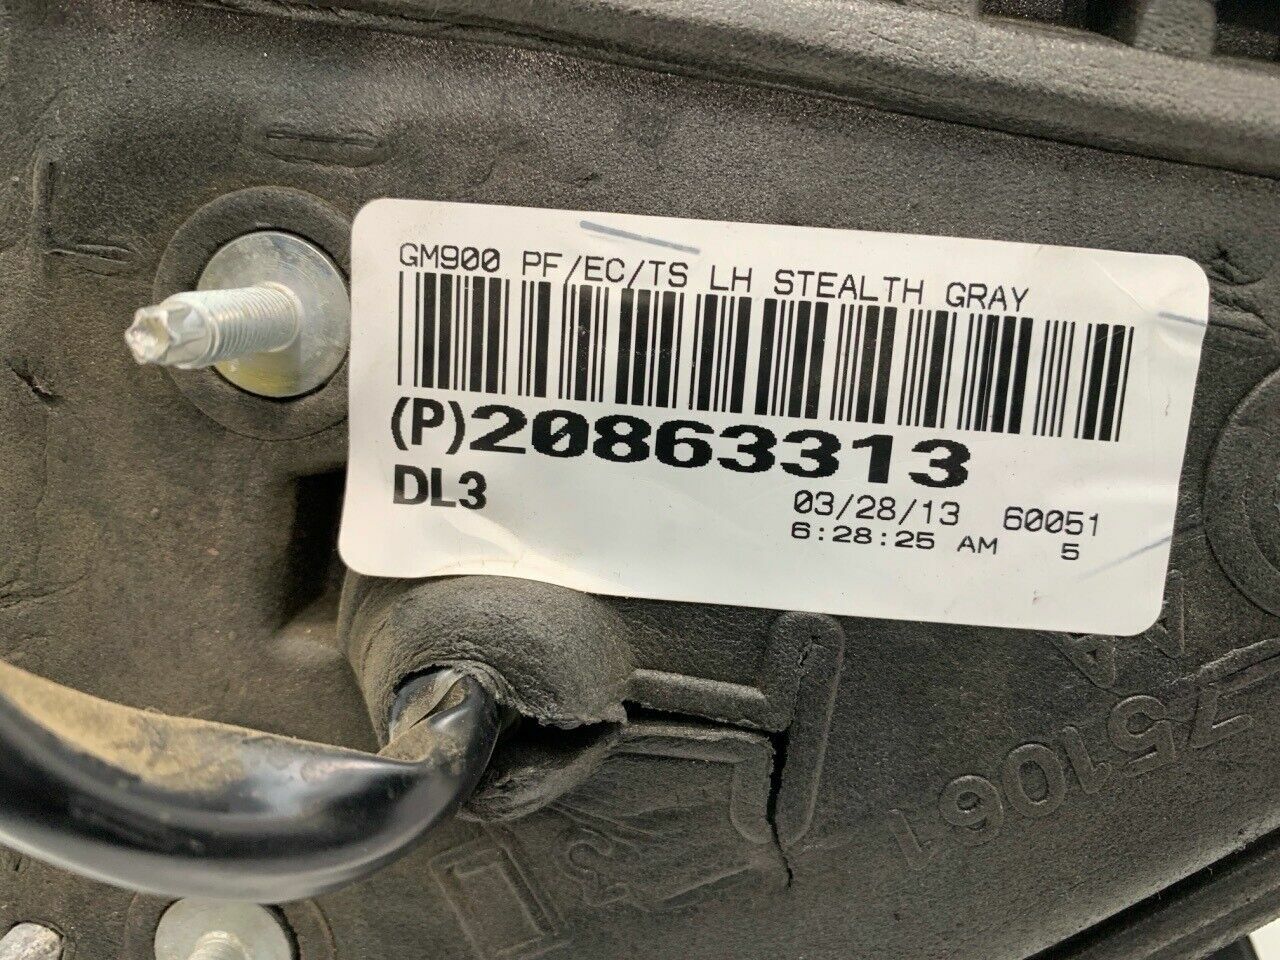 GM900 PF/EC/TS LH STEALTH GRAY
(P)20863313
DL3
03/28/13 60051
6:28:25 AM 5